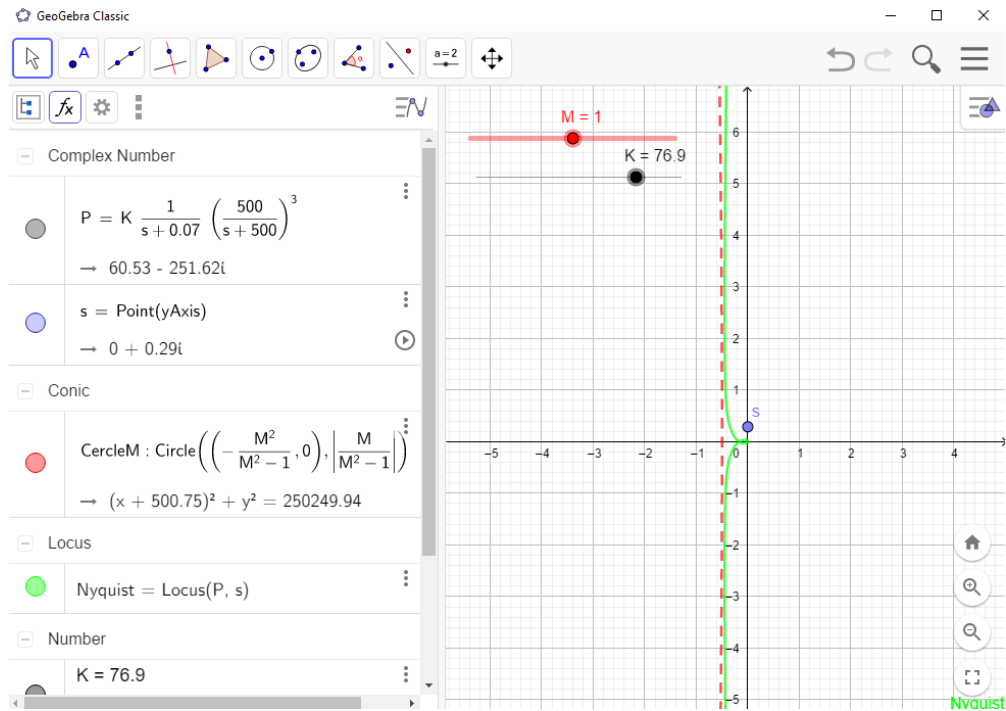 GeoGebra Classic
A
α
a=2
fx
Complex Number
P = K 1/(s+0.07) (500/(s+500))³
→ 60.53 - 251.62i
s = Point(yAxis)
→ 0 + 0.29i
Conic
CercleM : Circle((-M²/(M²-1), 0), |M/(M²-1)|)
→ (x + 500.75)² + y² = 250249.94
Locus
Nyquist = Locus(P, s)
Number
K = 76.9
M = 1
K = 76.9
6
5
4
3
2
1
s
-5 -4 -3 -2 -1 0 1 2 3 4
-1
-2
-3
-4
-5
Nyquist